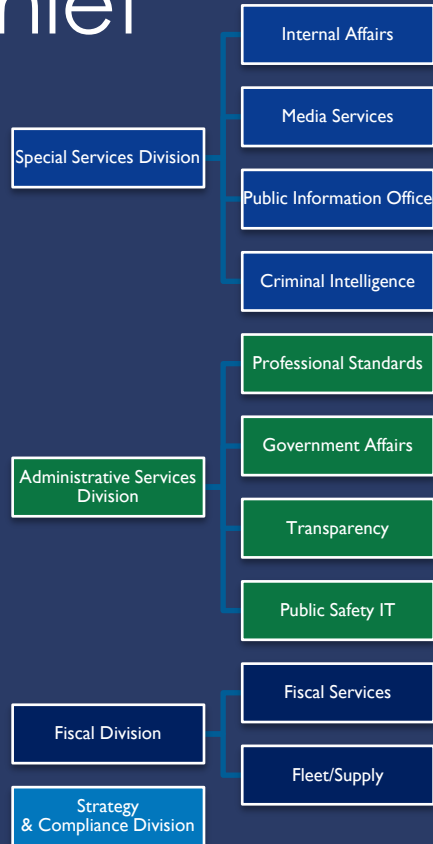 Internal Affairs
Media Services
Special Services Division
Public Information Office
Criminal Intelligence
Professional Standards
Government Affairs
Administrative Services
Division
Transparency
Public Safety IT
Fiscal Services
Fiscal Division
Fleet/Supply
Strategy
& Compliance Division